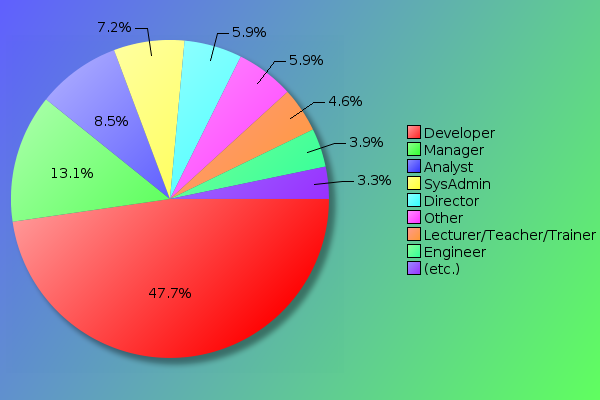 7.2%
5.9%
5.9%
4.6%
3.9%
3.3%
8.5%
13.1%
47.7%
Developer
Manager
Analyst
SysAdmin
Director
Other
Lecturer/Teacher/Trainer
Engineer
(etc.)